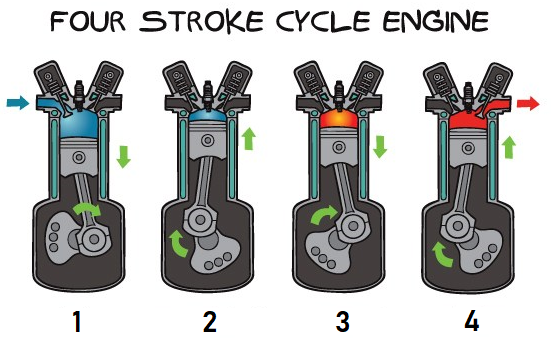 FOUR STROKE CYCLE ENGINE
1 2 3 4